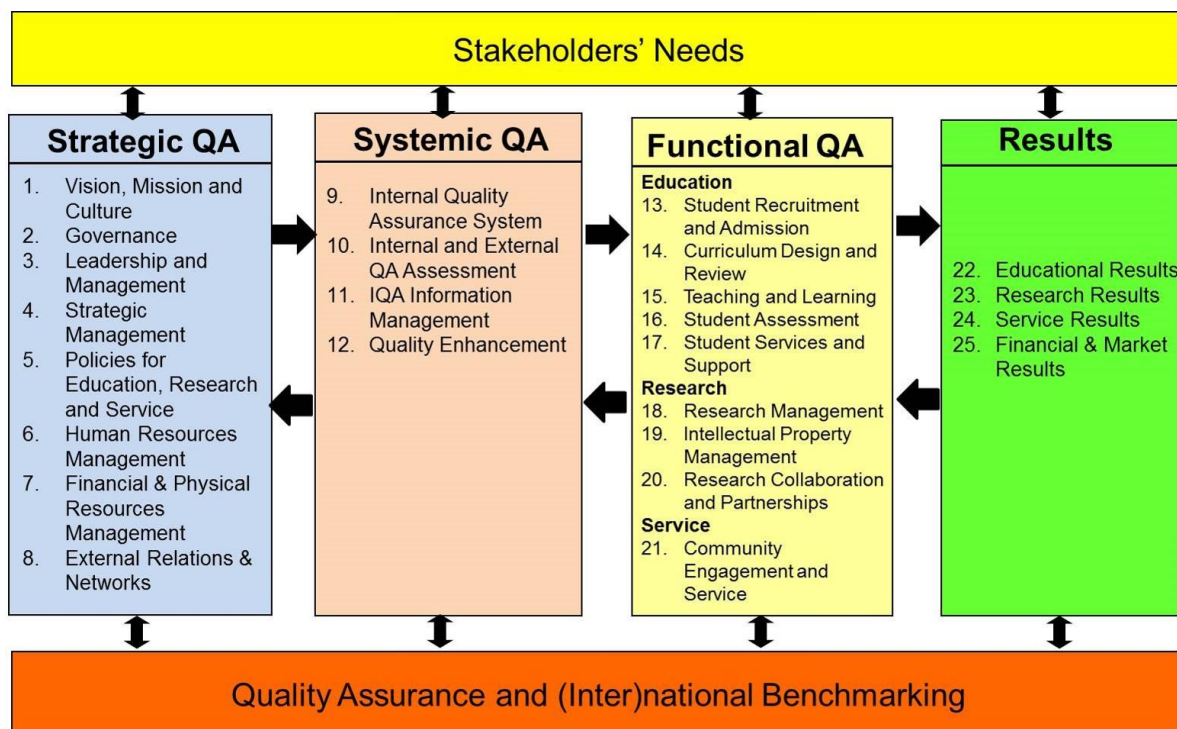 Stakeholders’ Needs
Strategic QA
1. Vision, Mission and
Culture
2. Governance
3. Leadership and
Management
4. Strategic
Management
5. Policies for
Education, Research
and Service
6. Human Resources
Management
7. Financial & Physical
Resources
Management
8. External Relations &
Networks
Systemic QA
9. Internal Quality
Assurance System
10. Internal and External
QA Assessment
11. IQA Information
Management
12. Quality Enhancement
Functional QA
Education
13. Student Recruitment
and Admission
14. Curriculum Design and
Review
15. Teaching and Learning
16. Student Assessment
17. Student Services and
Support
Research
18. Research Management
19. Intellectual Property
Management
20. Research Collaboration
and Partnerships
Service
21. Community
Engagement and
Service
Results
22. Educational Results
23. Research Results
24. Service Results
25. Financial & Market
Results
Quality Assurance and (Inter)national Benchmarking